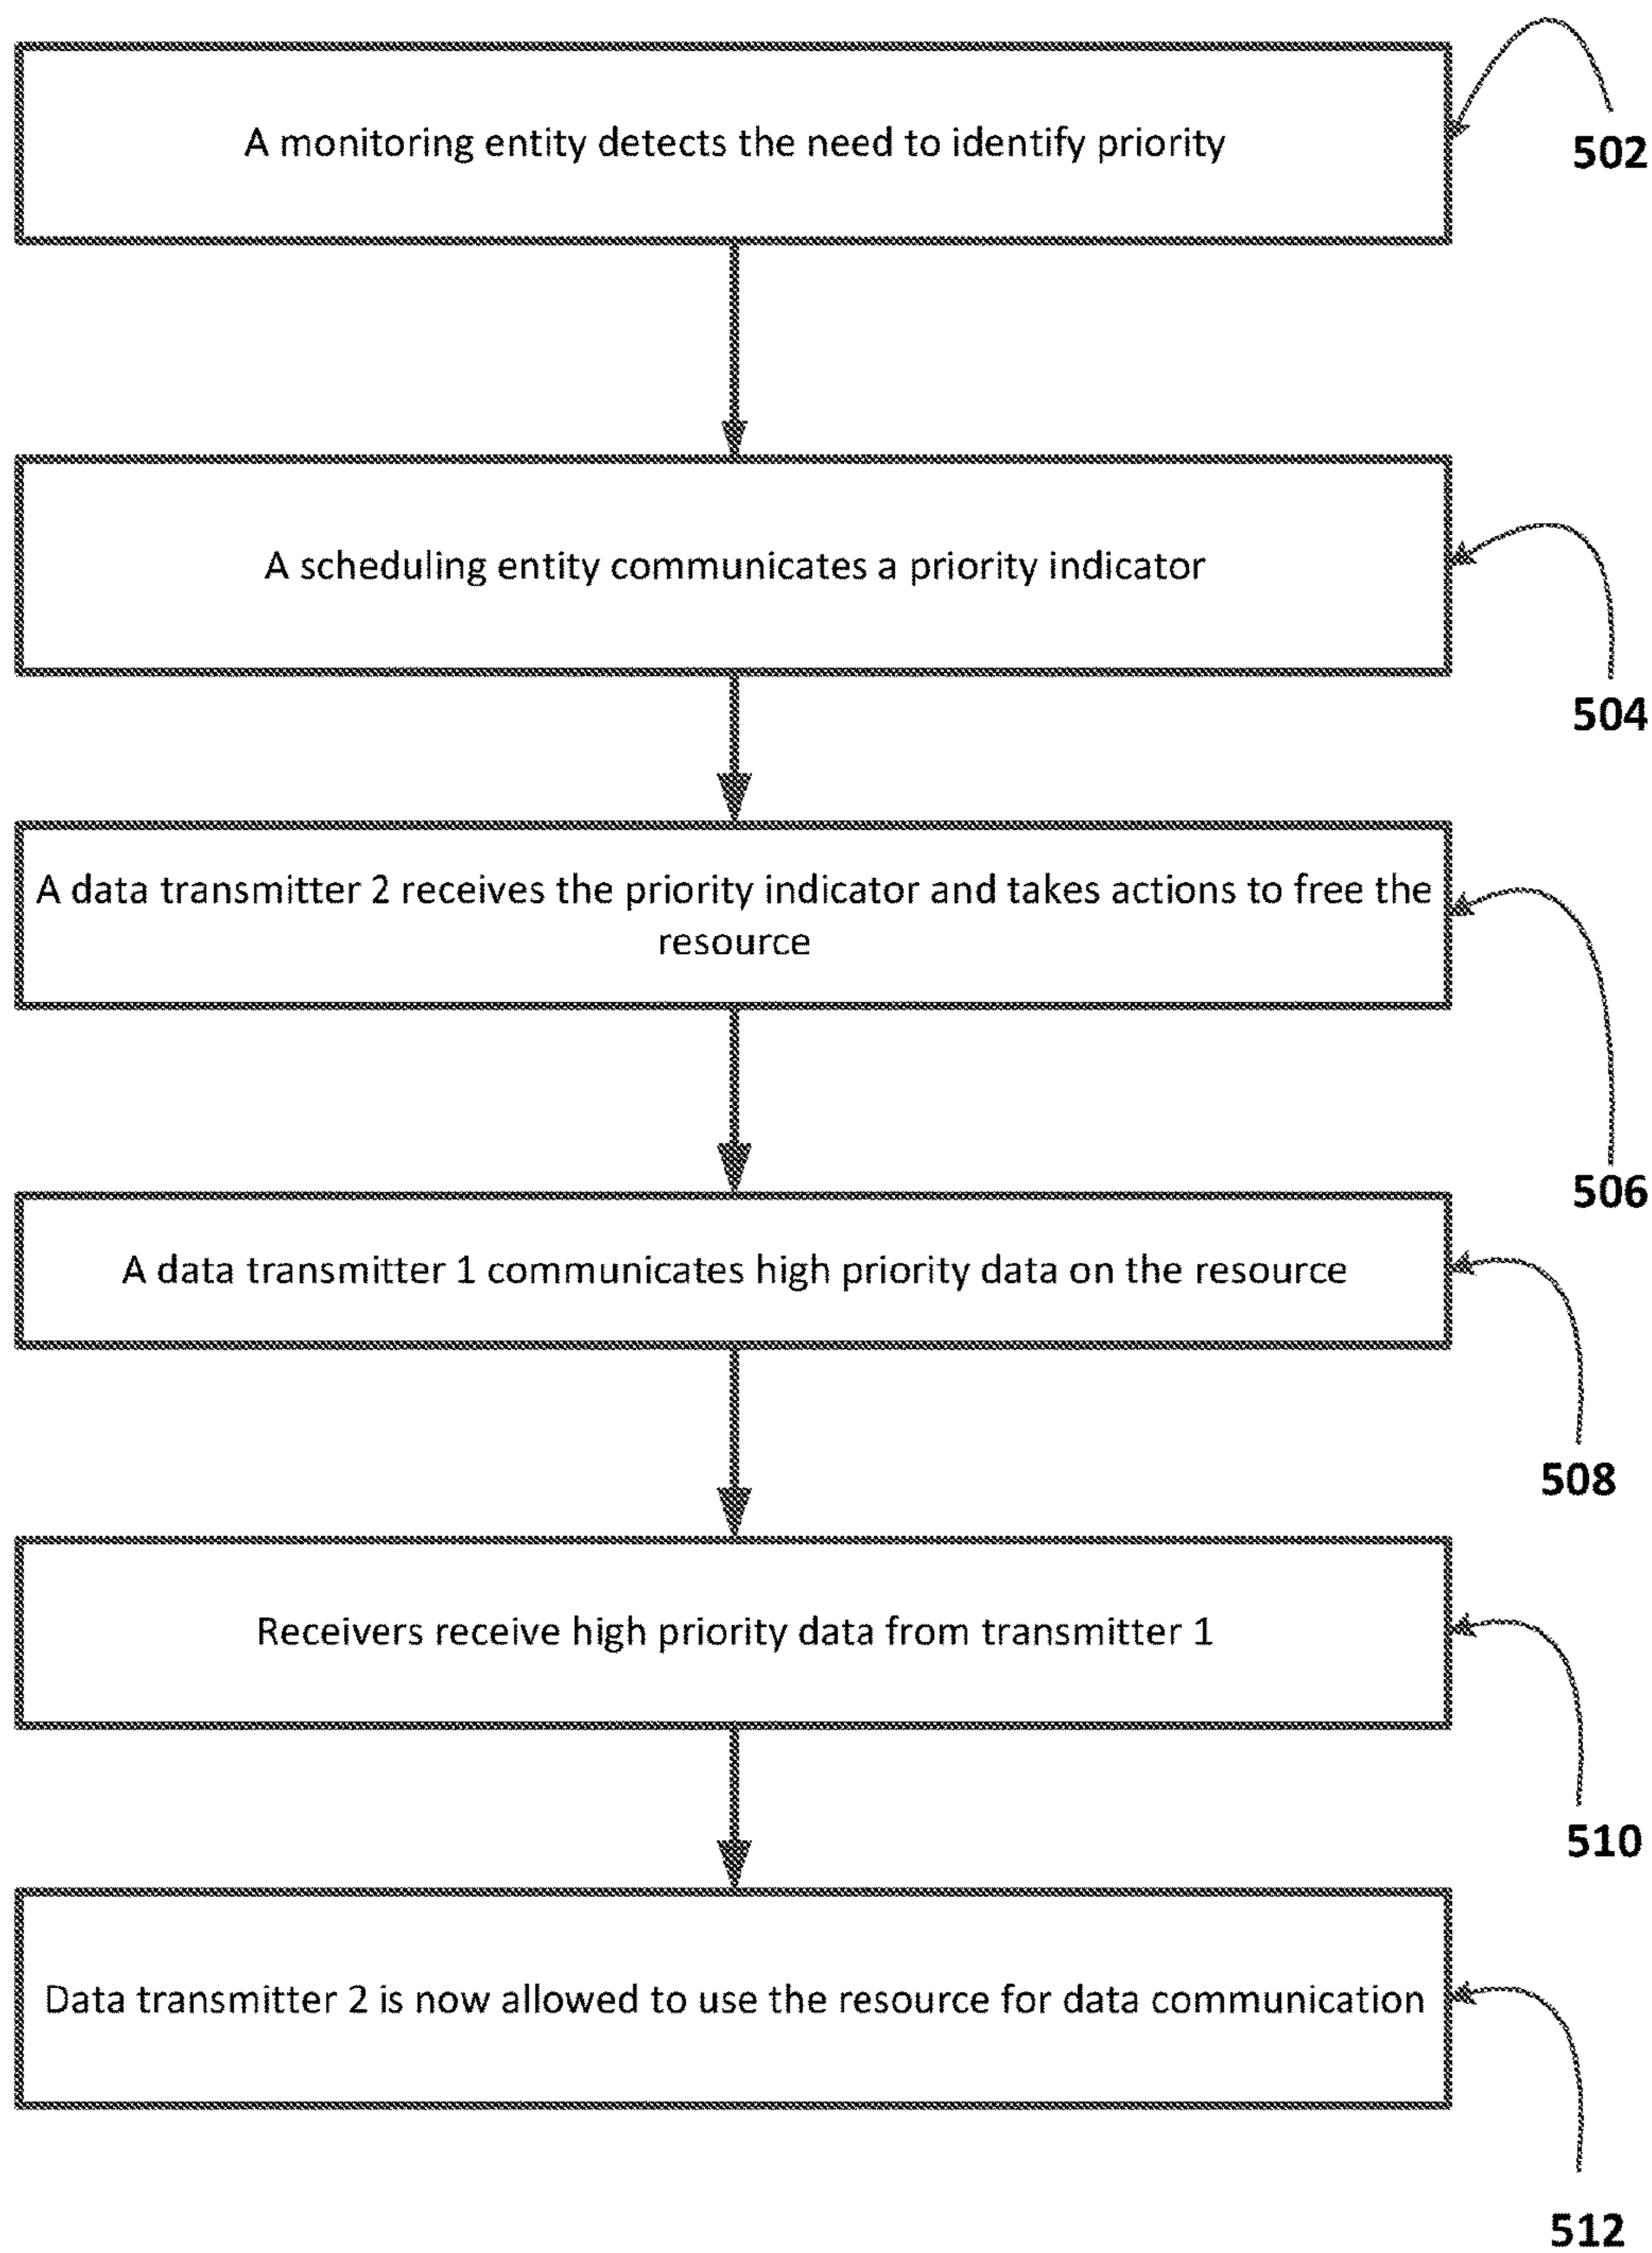 A monitoring entity detects the need to identify priority
502
A scheduling entity communicates a priority indicator
504
A data transmitter 2 receives the priority indicator and takes actions to free the
resource
506
A data transmitter 1 communicates high priority data on the resource
508
Receivers receive high priority data from transmitter 1
510
Data transmitter 2 is now allowed to use the resource for data communication
512